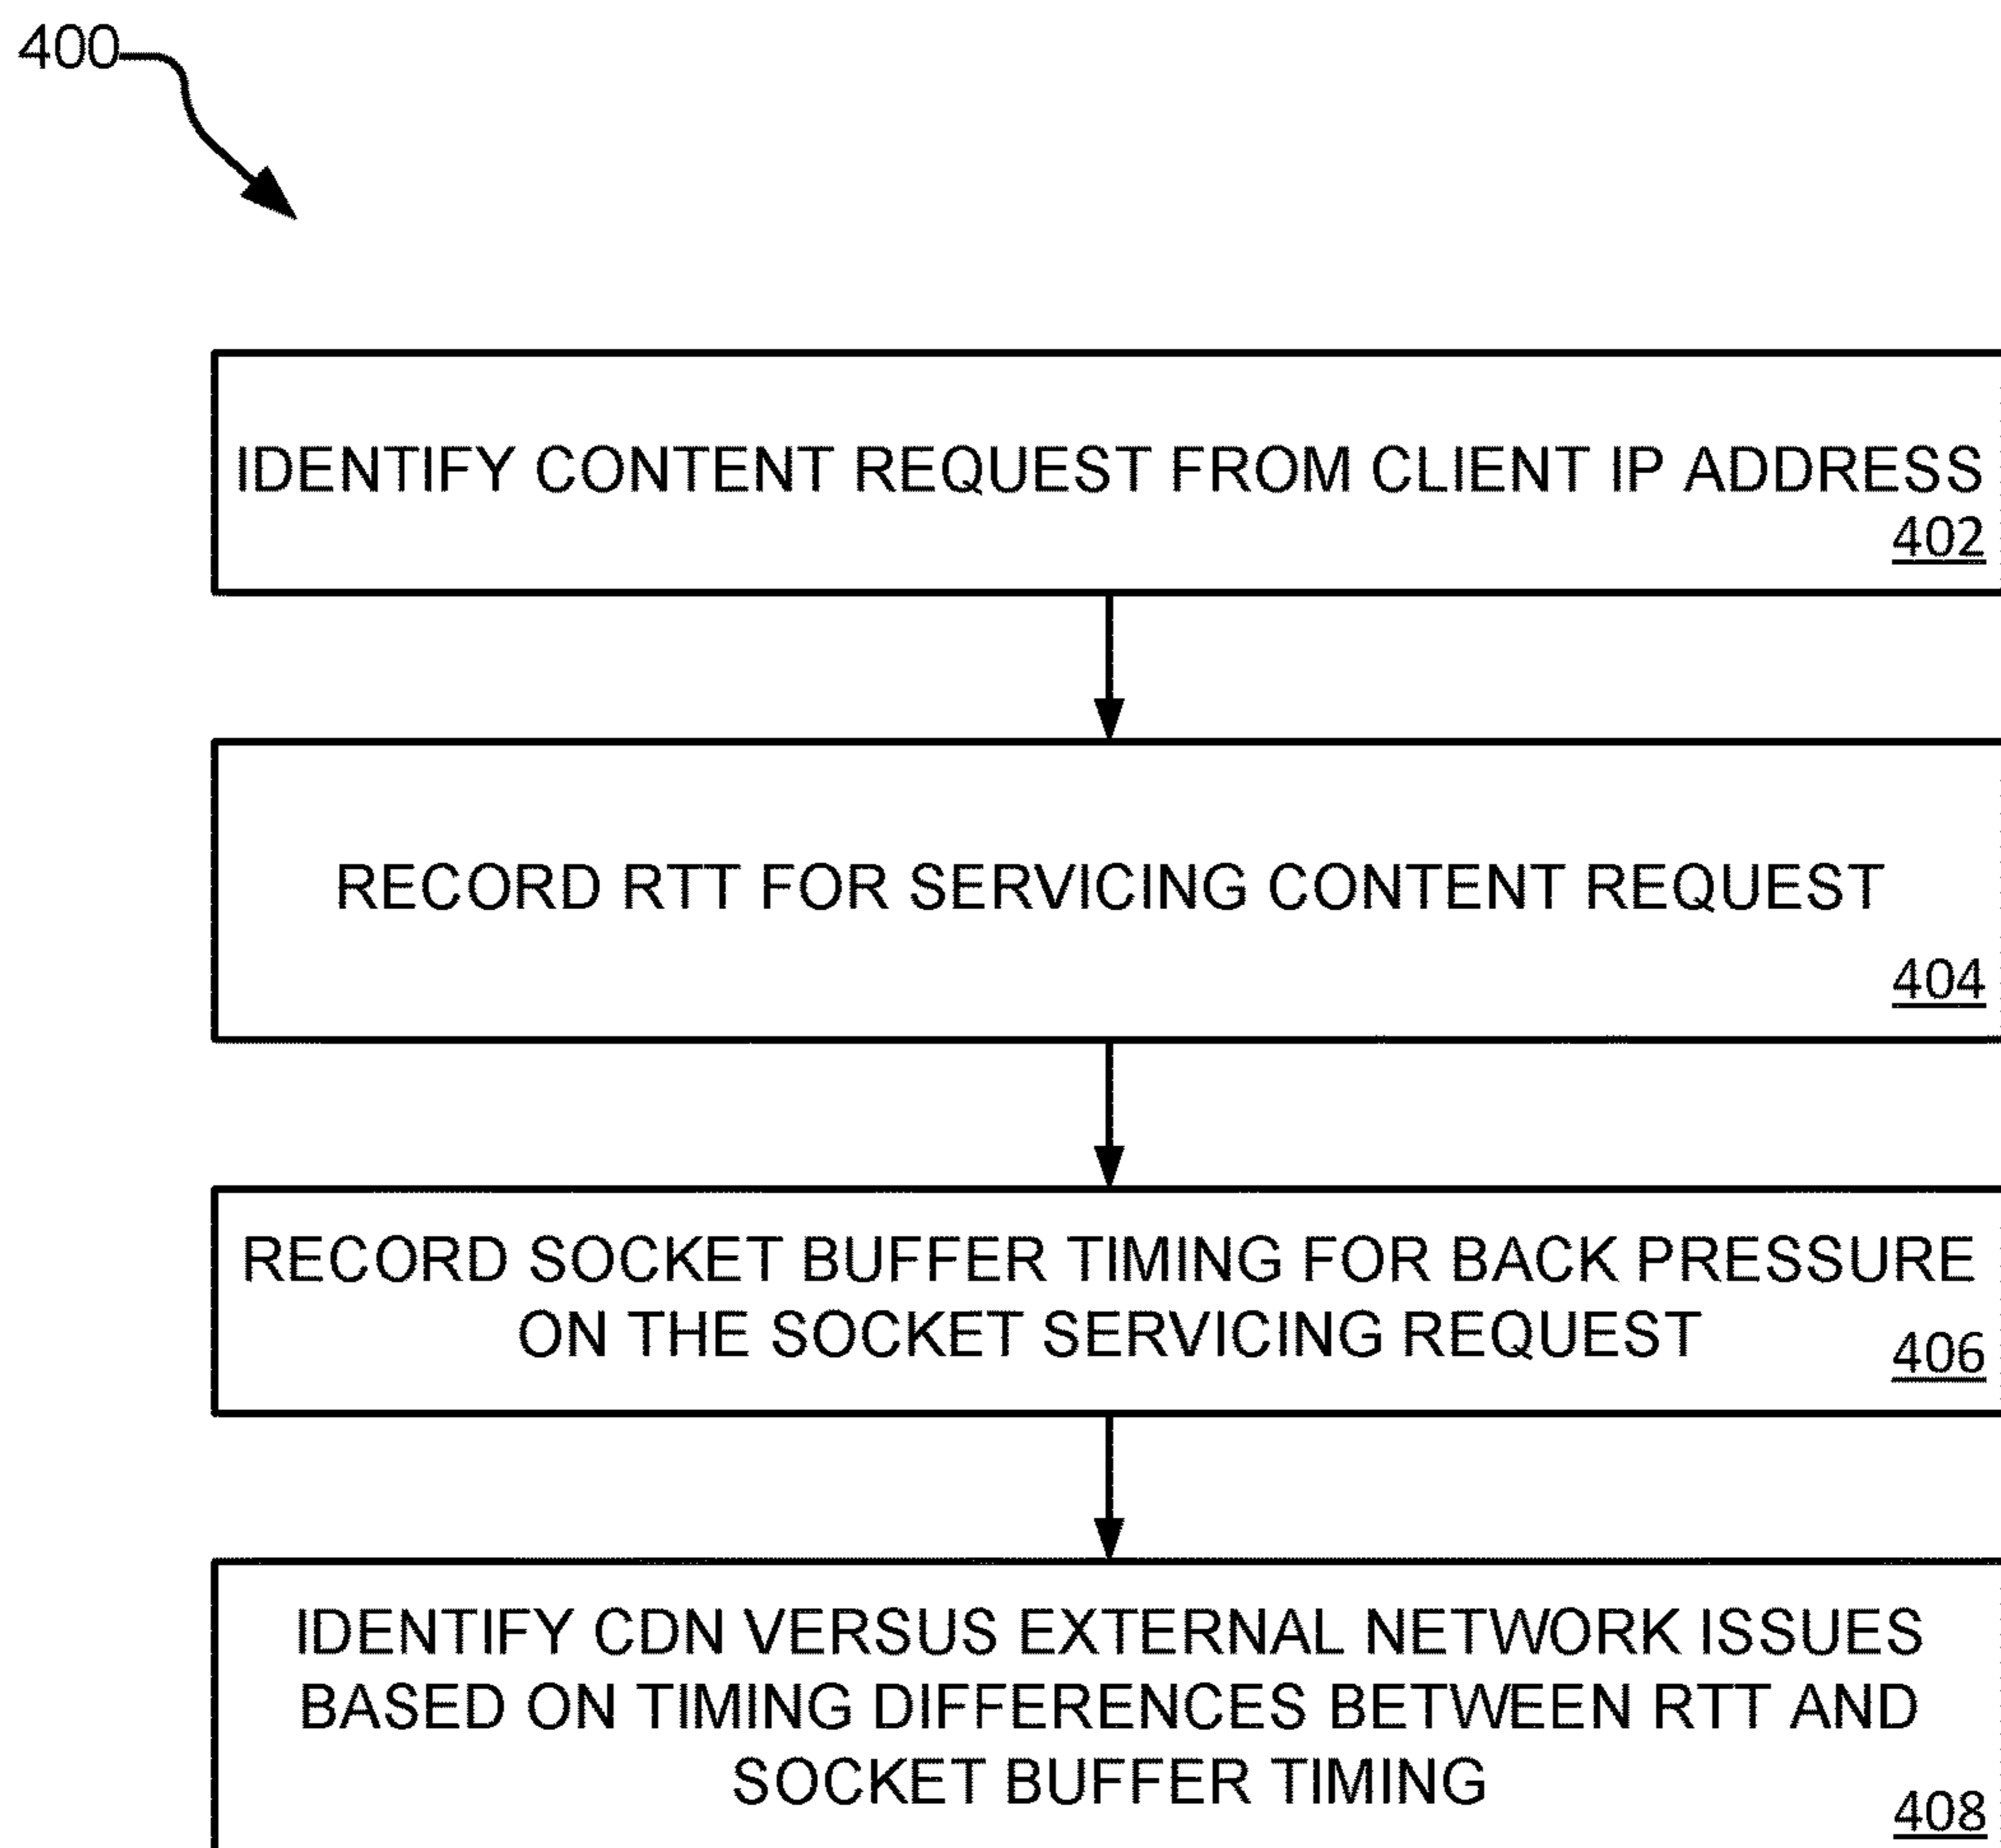 400
IDENTIFY CONTENT REQUEST FROM CLIENT IP ADDRESS
402
RECORD RTT FOR SERVICING CONTENT REQUEST
404
RECORD SOCKET BUFFER TIMING FOR BACK PRESSURE
ON THE SOCKET SERVICING REQUEST
406
IDENTIFY CDN VERSUS EXTERNAL NETWORK ISSUES
BASED ON TIMING DIFFERENCES BETWEEN RTT AND
SOCKET BUFFER TIMING
408